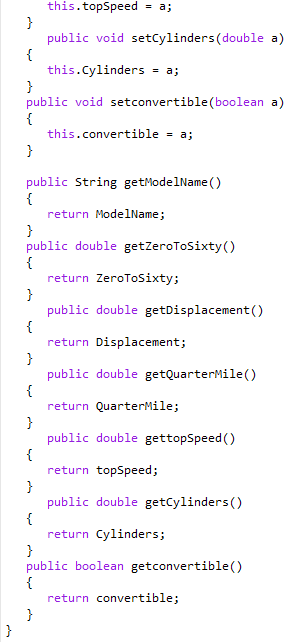 this.topSpeed = a;
   }
      public void setCylinders(double a)
   {
      this.Cylinders = a;
   }
   public void setconvertible(boolean a)
   {
      this.convertible = a;
   }

   public String getModelName()
   {
      return ModelName;
   }
   public double getZeroToSixty()
   {
      return ZeroToSixty;
   }
      public double getDisplacement()
   {
      return Displacement;
   }
      public double getQuarterMile()
   {
      return QuarterMile;
   }
      public double gettopSpeed()
   {
      return topSpeed;
   }
      public double getCylinders()
   {
      return Cylinders;
   }
   public boolean getconvertible()
   {
      return convertible;
   }
}